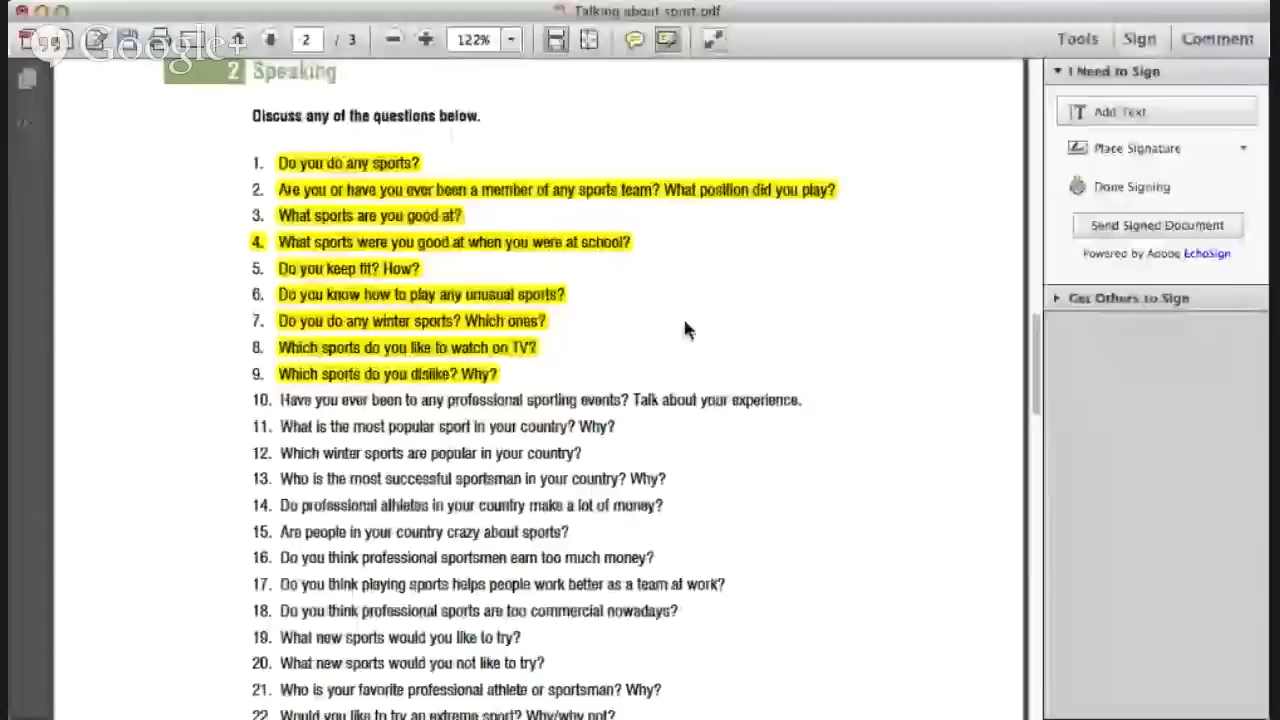 Talking about sport.pdf
Google+
2 / 3
122%
Tools Sign Comment
2 Speaking
Discuss any of the questions below.
1. Do you do any sports?
2. Are you or have you ever been a member of any sports team? What position did you play?
3. What sports are you good at?
4. What sports were you good at when you were at school?
5. Do you keep fit? How?
6. Do you know how to play any unusual sports?
7. Do you do any winter sports? Which ones?
8. Which sports do you like to watch on TV?
9. Which sports do you dislike? Why?
10. Have you ever been to any professional sporting events? Talk about your experience.
11. What is the most popular sport in your country? Why?
12. Which winter sports are popular in your country?
13. Who is the most successful sportsman in your country? Why?
14. Do professional athletes in your country make a lot of money?
15. Are people in your country crazy about sports?
16. Do you think professional sportsmen earn too much money?
17. Do you think playing sports helps people work better as a team at work?
18. Do you think professional sports are too commercial nowadays?
19. What new sports would you like to try?
20. What new sports would you not like to try?
21. Who is your favorite professional athlete or sportsman? Why?
22. Would you like to try an extreme sport? Why/why not?
I Need to Sign
Add Text
Place Signature
Done Signing
Send Signed Document
Powered by Adobe EchoSign
Get Others to Sign